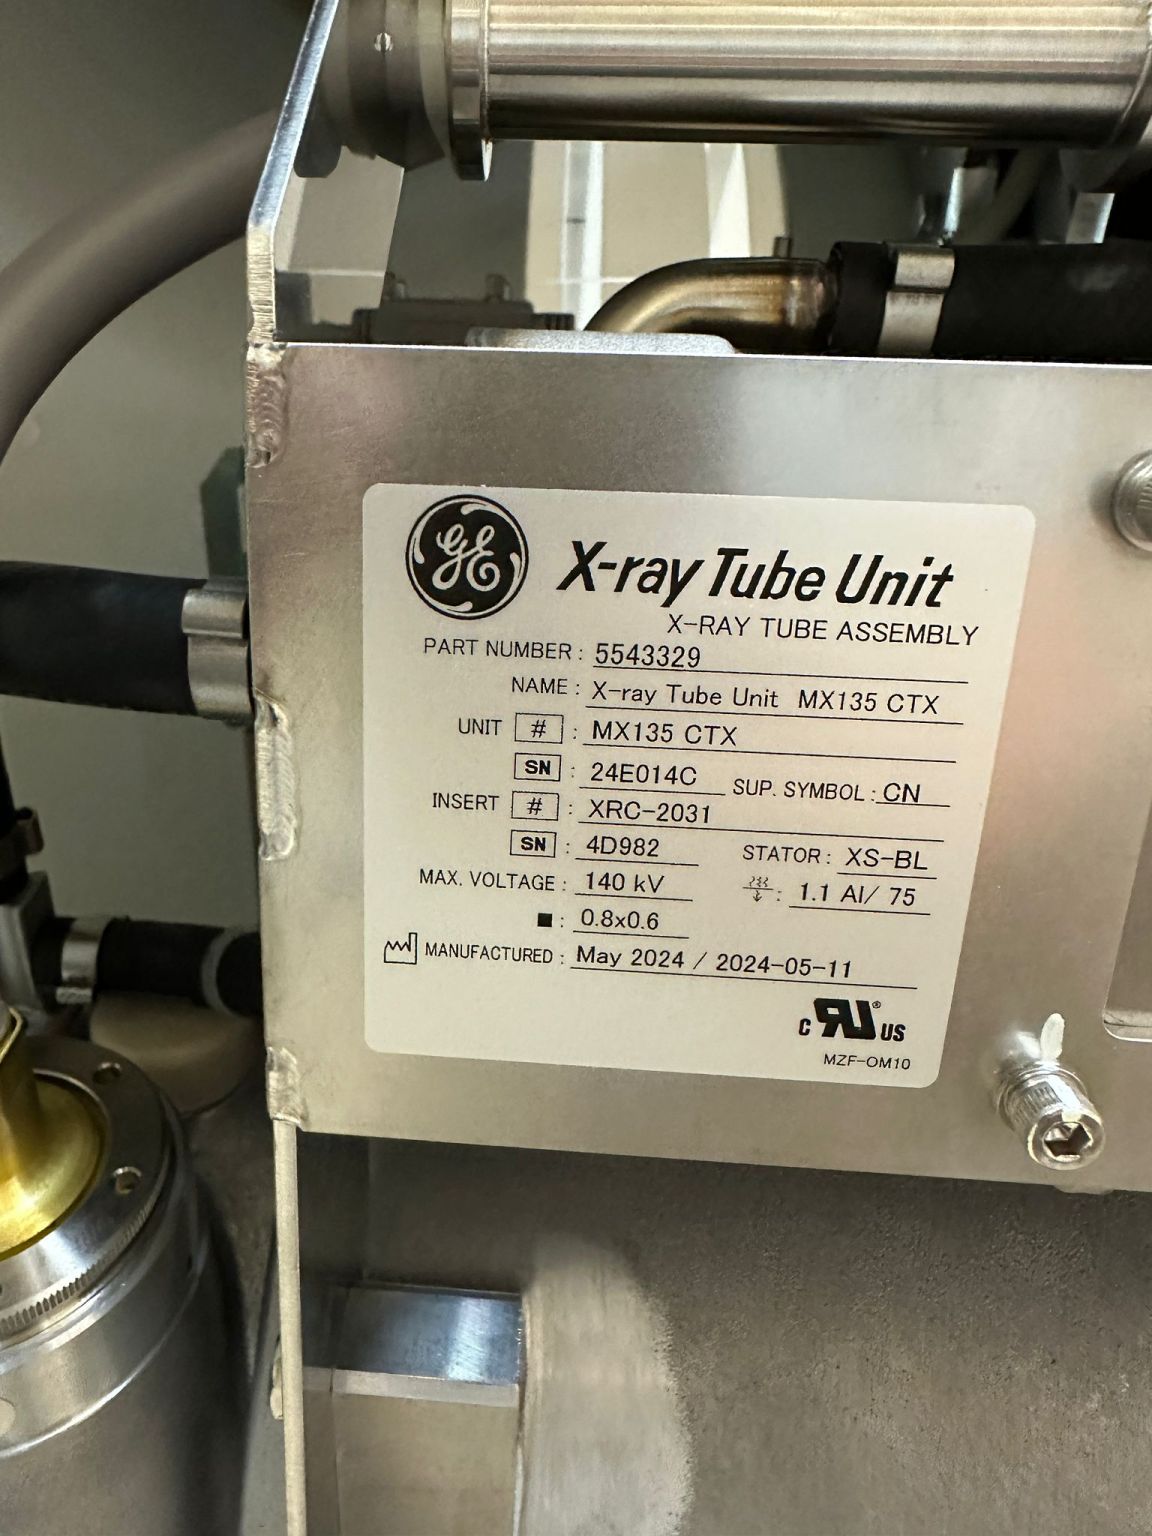 GE X-ray Tube Unit
X-RAY TUBE ASSEMBLY
PART NUMBER : 5543329
NAME : X-ray Tube Unit MX135 CTX
UNIT # : MX135 CTX
SN : 24E014C SUP. SYMBOL : CN
INSERT # : XRC-2031
SN : 4D982 STATOR : XS-BL
MAX. VOLTAGE : 140 kV : 1.1 Al/ 75
■ : 0.8x0.6
MANUFACTURED : May 2024 / 2024-05-11
c RU® US
MZF-OM10